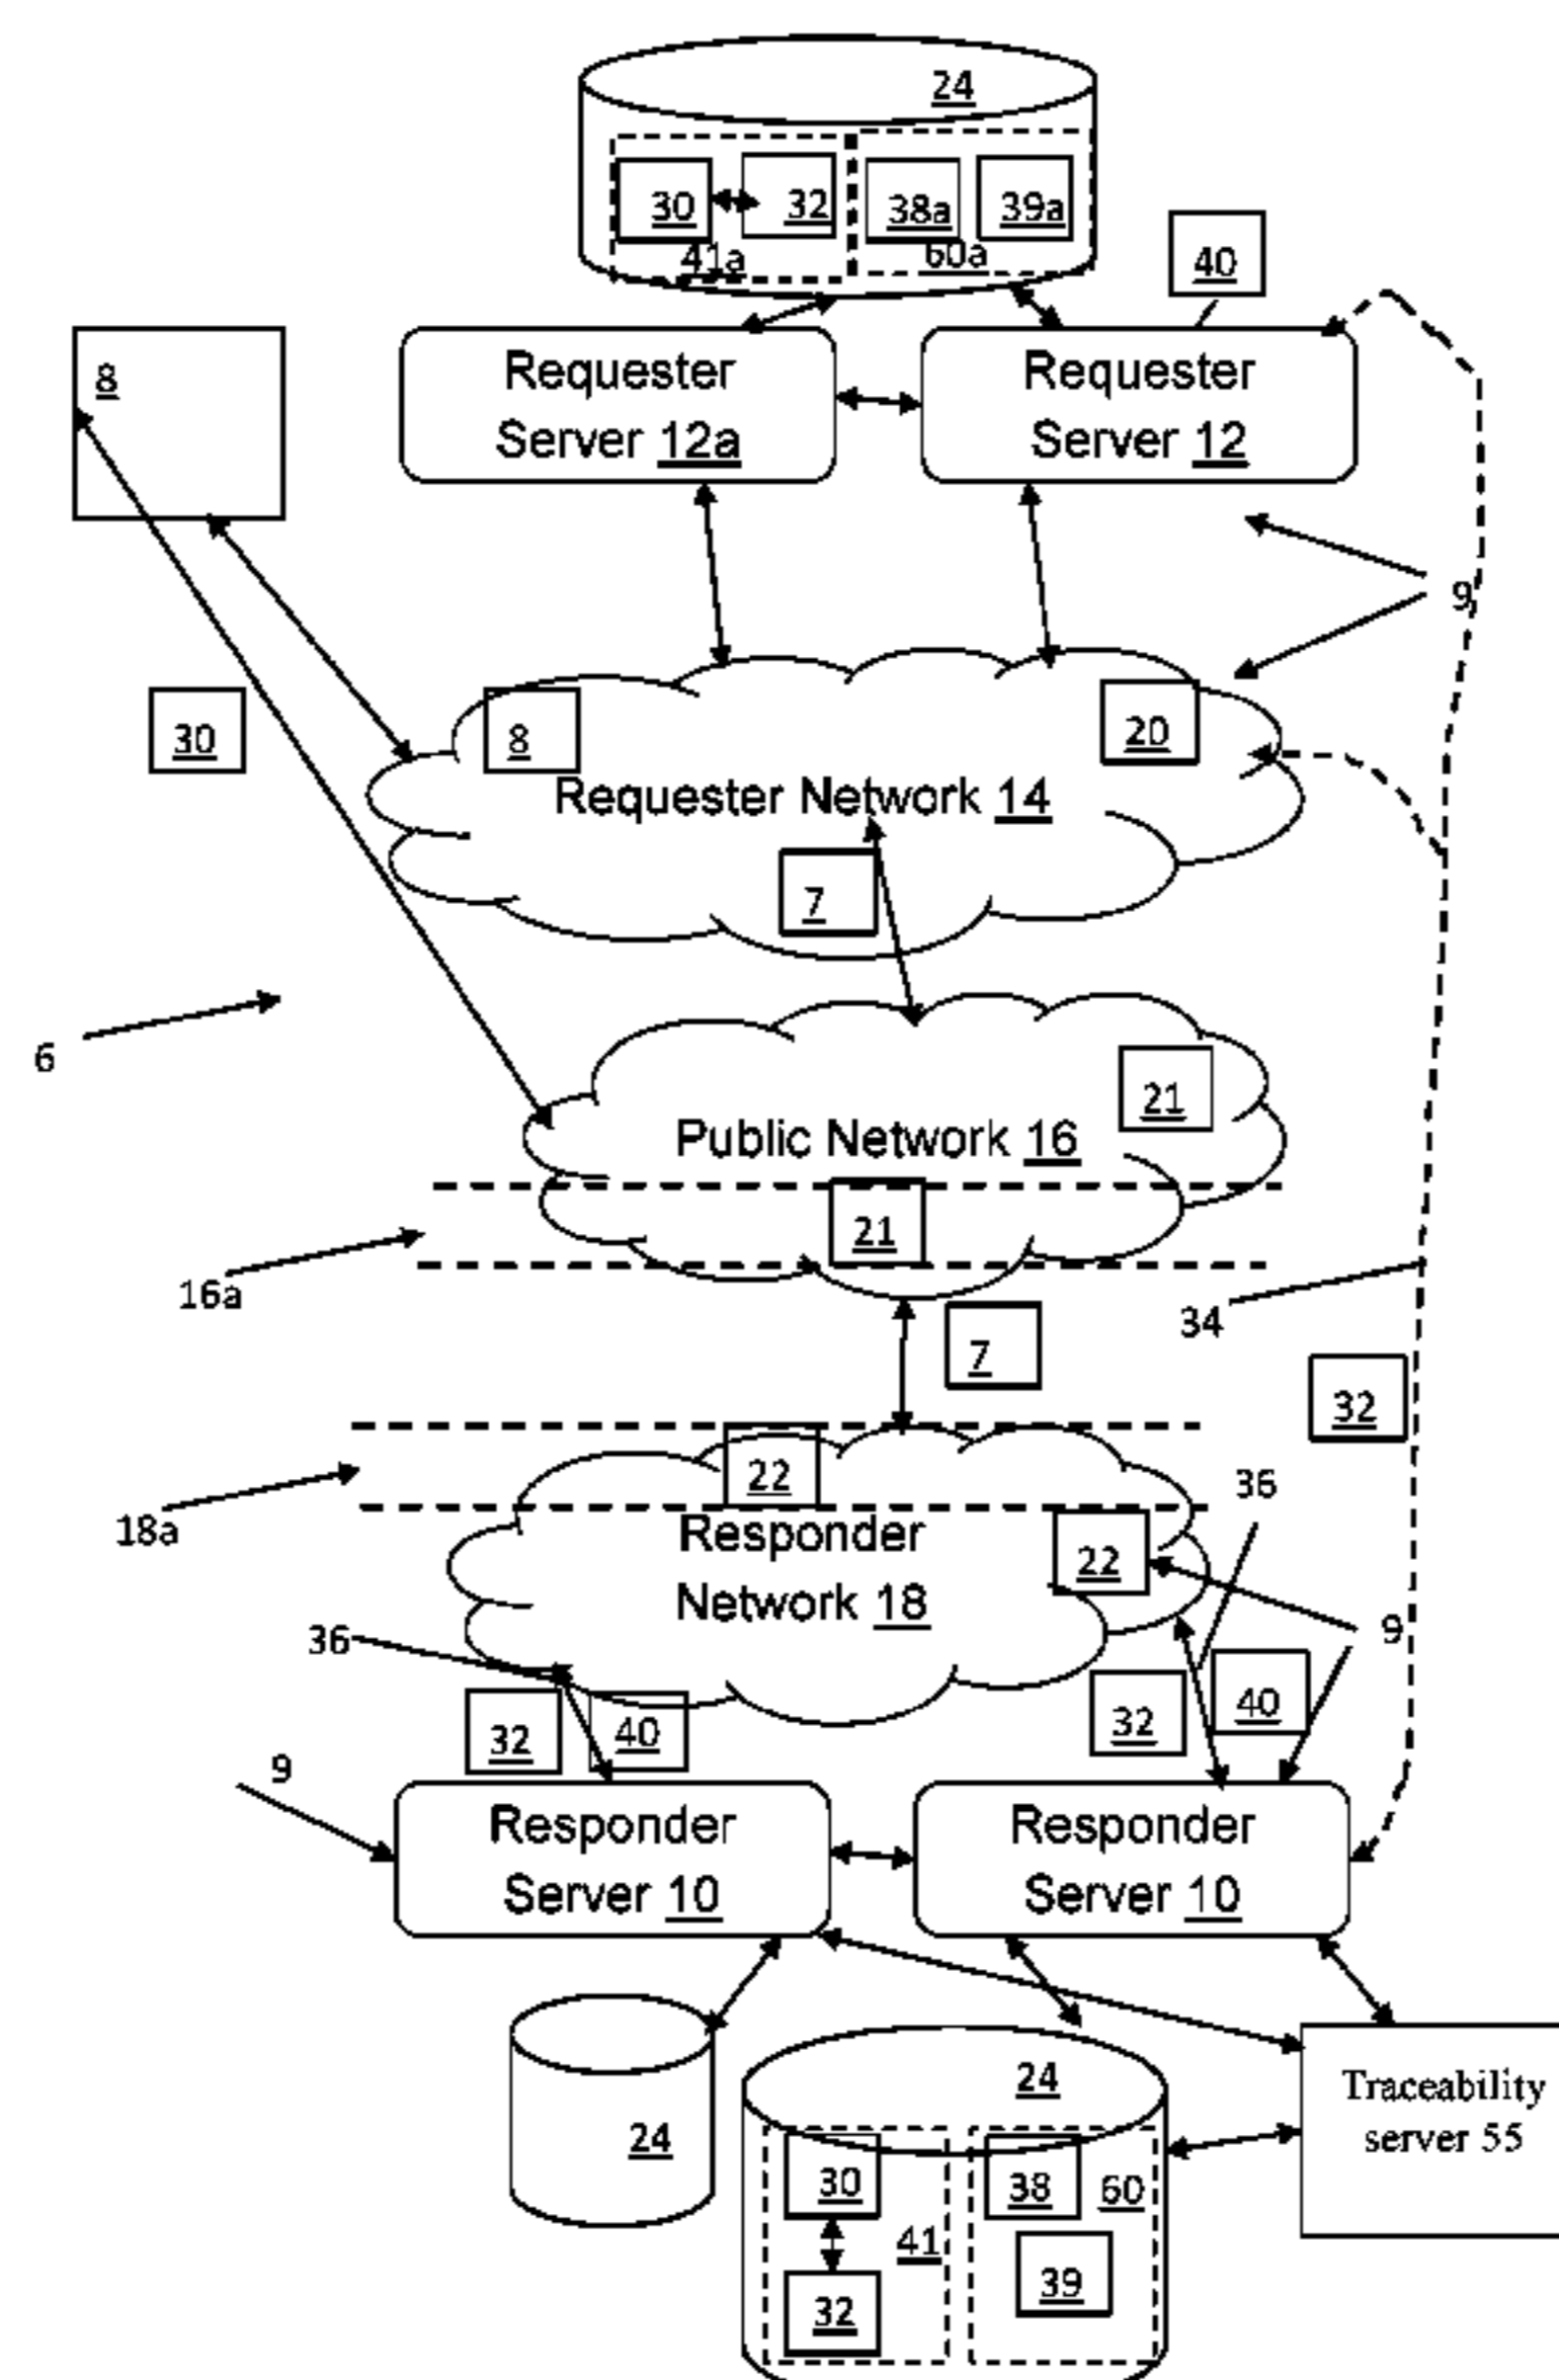 24
30
32
38a
39a
41a
60a
40
8
Requester
Server 12a
Requester
Server 12
9
30
8
20
Requester Network 14
7
6
21
Public Network 16
21
16a
34
7
32
22
36
18a
Responder
Network 18
22
36
9
32
40
32
40
9
Responder
Server 10
Responder
Server 10
24
24
Traceability
server 55
30
38
60
41
39
32